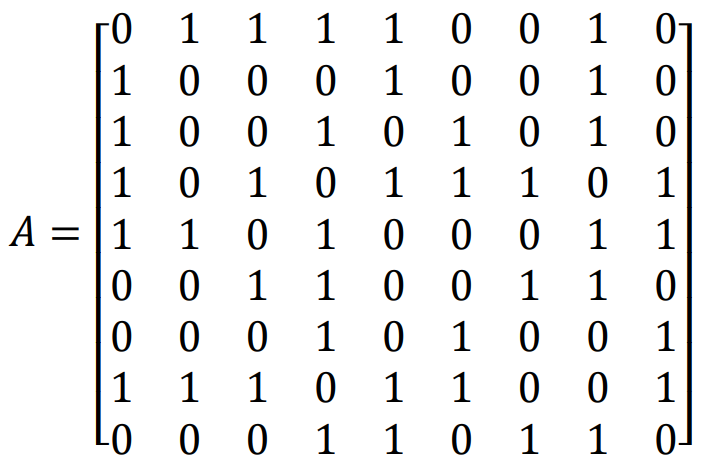 0 1 1 1 1 0 0 1 0
1 0 0 0 1 0 0 1 0
1 0 0 1 0 1 0 1 0
1 0 1 0 1 1 1 0 1
A = 1 1 0 1 0 0 0 1 1
0 0 1 1 0 0 1 1 0
0 0 0 1 0 1 0 0 1
1 1 1 0 1 1 0 0 1
0 0 0 1 1 0 1 1 0